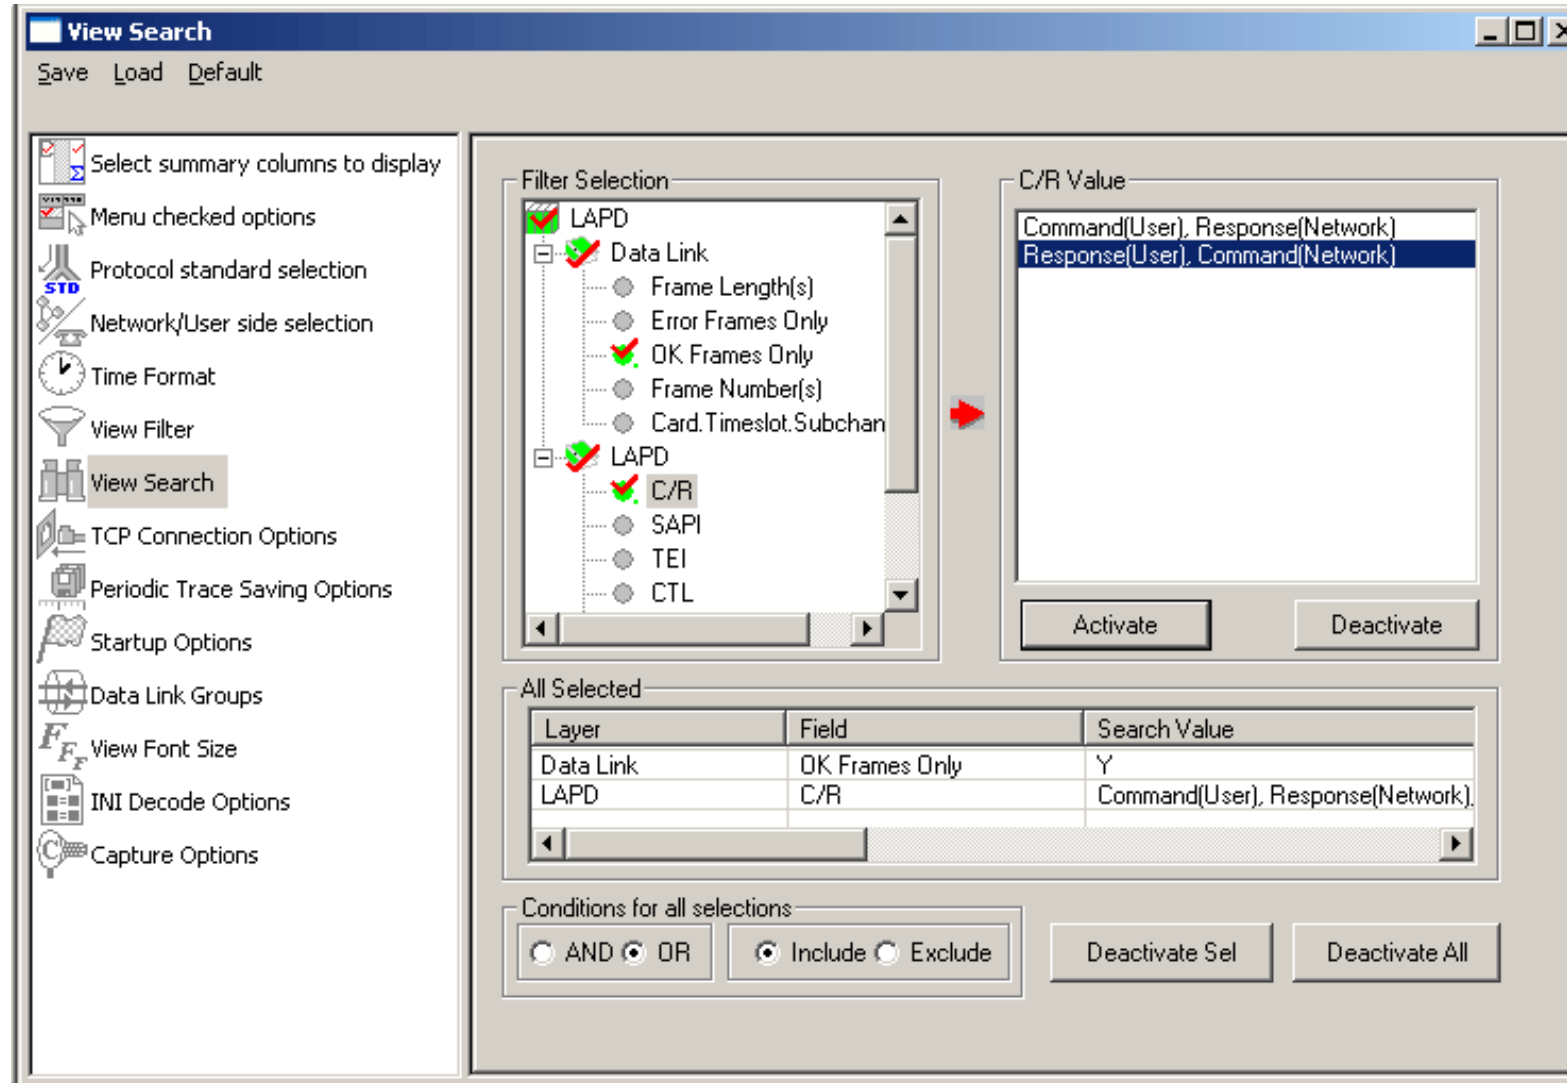 View Search
Save Load Default
Select summary columns to display
Menu checked options
Protocol standard selection
STD
Network/User side selection
Time Format
View Filter
View Search
TCP Connection Options
Periodic Trace Saving Options
Startup Options
Data Link Groups
View Font Size
INI Decode Options
Capture Options
Filter Selection
LAPD
Data Link
Frame Length(s)
Error Frames Only
OK Frames Only
Frame Number(s)
Card.Timeslot.Subchan
LAPD
C/R
SAPI
TEI
CTL
C/R Value
Command(User), Response(Network)
Response(User), Command(Network)
Activate Deactivate
All Selected
Layer Field Search Value
Data Link OK Frames Only Y
LAPD C/R Command(User), Response(Network),
Conditions for all selections
AND OR Include Exclude Deactivate Sel Deactivate All